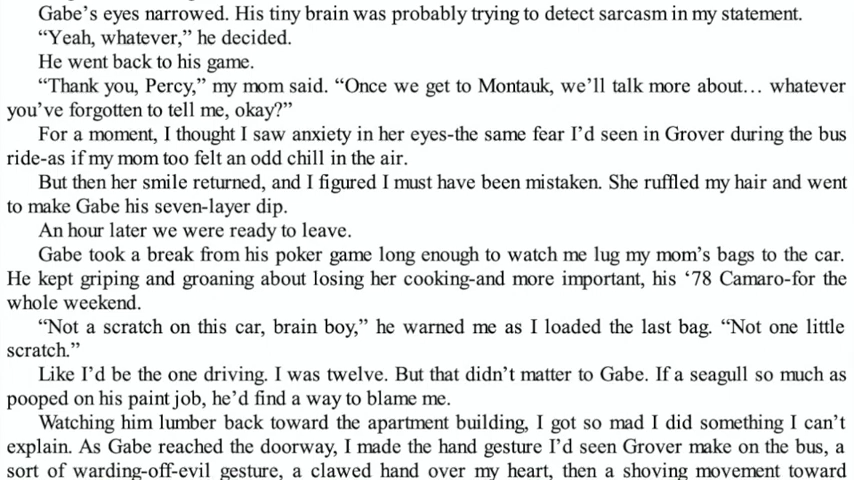 Gabe’s eyes narrowed. His tiny brain was probably trying to detect sarcasm in my statement.
“Yeah, whatever,” he decided.
He went back to his game.
“Thank you, Percy,” my mom said. “Once we get to Montauk, we’ll talk more about… whatever
you’ve forgotten to tell me, okay?”
For a moment, I thought I saw anxiety in her eyes-the same fear I’d seen in Grover during the bus
ride-as if my mom too felt an odd chill in the air.
But then her smile returned, and I figured I must have been mistaken. She ruffled my hair and went
to make Gabe his seven-layer dip.
An hour later we were ready to leave.
Gabe took a break from his poker game long enough to watch me lug my mom’s bags to the car.
He kept griping and groaning about losing her cooking-and more important, his ‘78 Camaro-for the
whole weekend.
“Not a scratch on this car, brain boy,” he warned me as I loaded the last bag. “Not one little
scratch.”
Like I’d be the one driving. I was twelve. But that didn’t matter to Gabe. If a seagull so much as
pooped on his paint job, he’d find a way to blame me.
Watching him lumber back toward the apartment building, I got so mad I did something I can’t
explain. As Gabe reached the doorway, I made the hand gesture I’d seen Grover make on the bus, a
sort of warding-off-evil gesture, a clawed hand over my heart, then a shoving movement toward